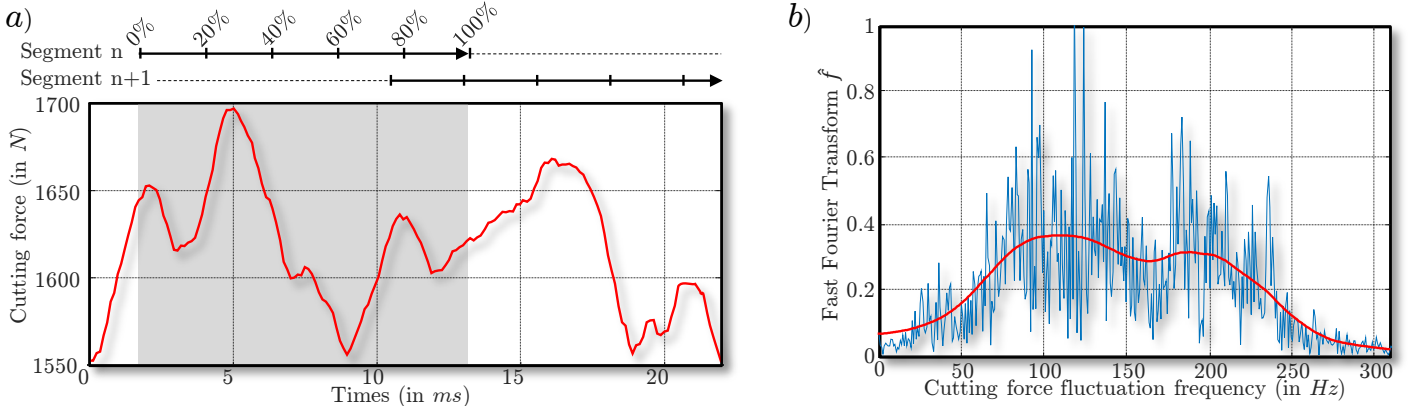 a)
0% 20% 40% 60% 80% 100%
Segment n
Segment n+1
Cutting force (in N)
1700
1650
1600
1550
0 5 10 15 20
Times (in ms)
b)
Fast Fourier Transform f̂
1
0.8
0.6
0.4
0.2
0
0 50 100 150 200 250 300
Cutting force fluctuation frequency (in Hz)